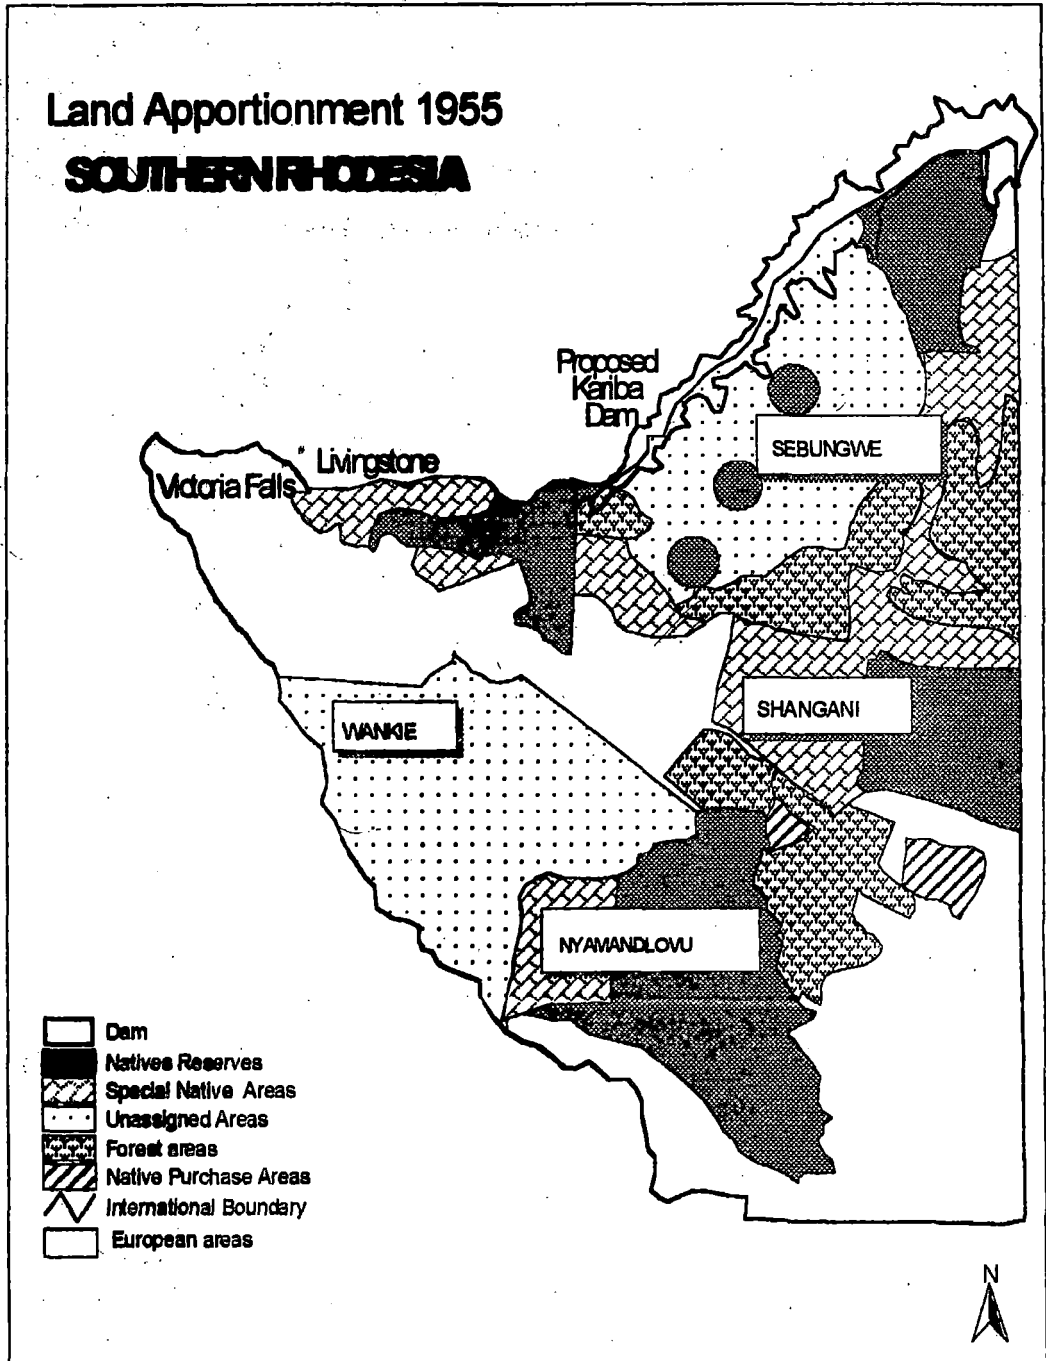 Land Apportionment 1955
SOUTHERN RHODESIA
Proposed
Kariba
Dam
SEBUNGWE
Livingstone
Victoria Falls
WANKIE
SHANGANI
NYAMANDLOVU
Dam
Natives Reserves
Special Native Areas
Unassigned Areas
Forest areas
Native Purchase Areas
International Boundary
European areas
N